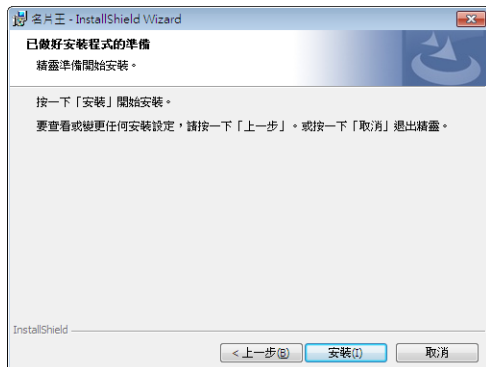 名片王 - InstallShield Wizard
已做好安裝程式的準備
精靈準備開始安裝。
按一下「安裝」開始安裝。
要查看或變更任何安裝設定，請按一下「上一步」。或按一下「取消」退出精靈。
InstallShield
< 上一步(B) 安裝(I) 取消